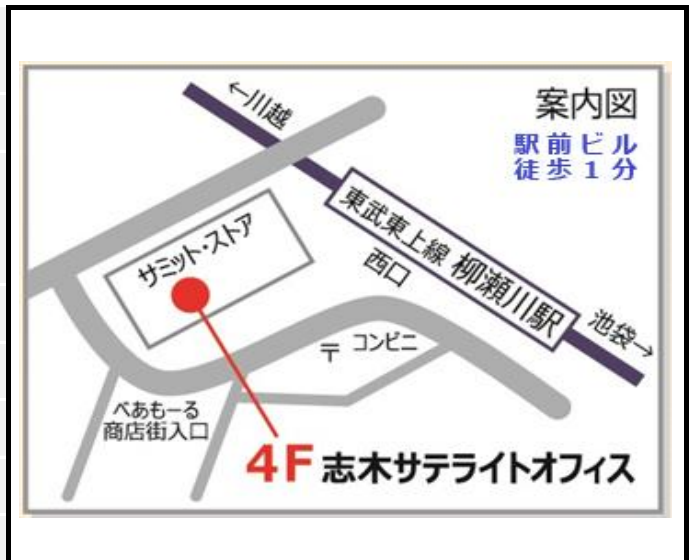 案内図
駅前ビル
徒歩1分
←川越
東武東上線 柳瀬川駅
西口
池袋→
サミット・ストア
〒 コンビニ
べあもーる
商店街入口
4F 志木サテライトオフィス